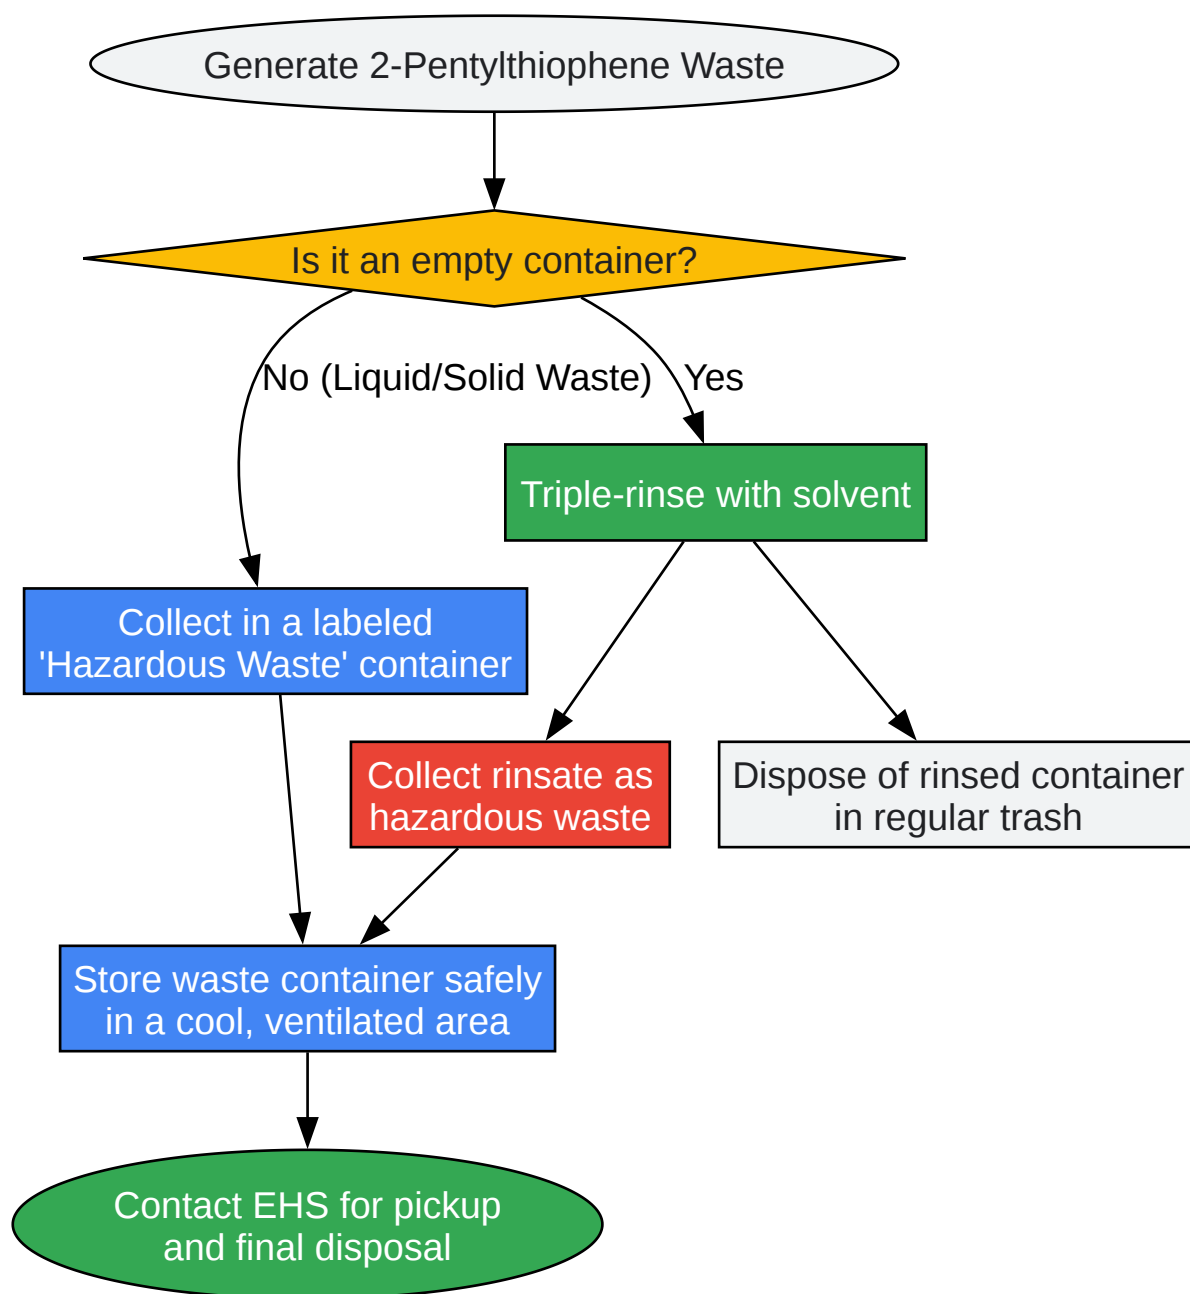 Generate 2-Pentylthiophene Waste
Is it an empty container?
No (Liquid/Solid Waste)
Yes
Triple-rinse with solvent
Collect in a labeled
'Hazardous Waste' container
Collect rinsate as
hazardous waste
Dispose of rinsed container
in regular trash
Store waste container safely
in a cool, ventilated area
Contact EHS for pickup
and final disposal